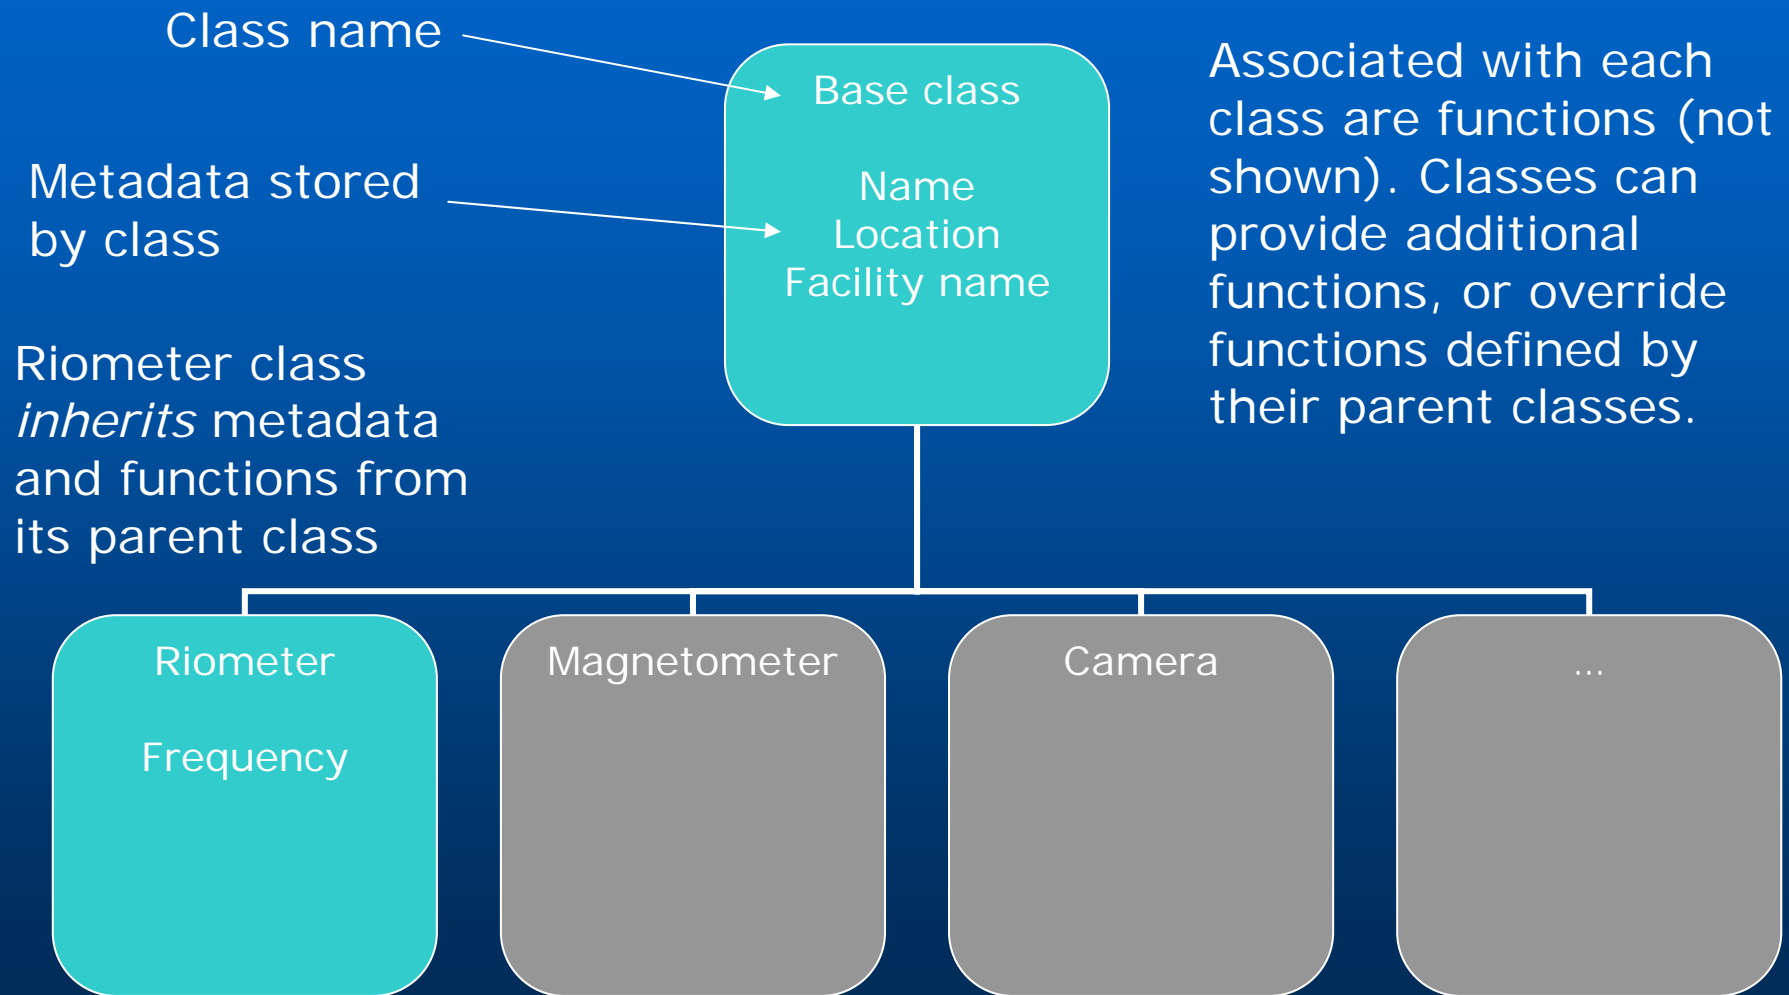 Class name
Base class
Metadata stored
by class
Name
Location
Facility name
Associated with each
class are functions (not
shown). Classes can
provide additional
functions, or override
functions defined by
their parent classes.
Riometer class
inherits metadata
and functions from
its parent class
Riometer
Frequency
Magnetometer
Camera
...